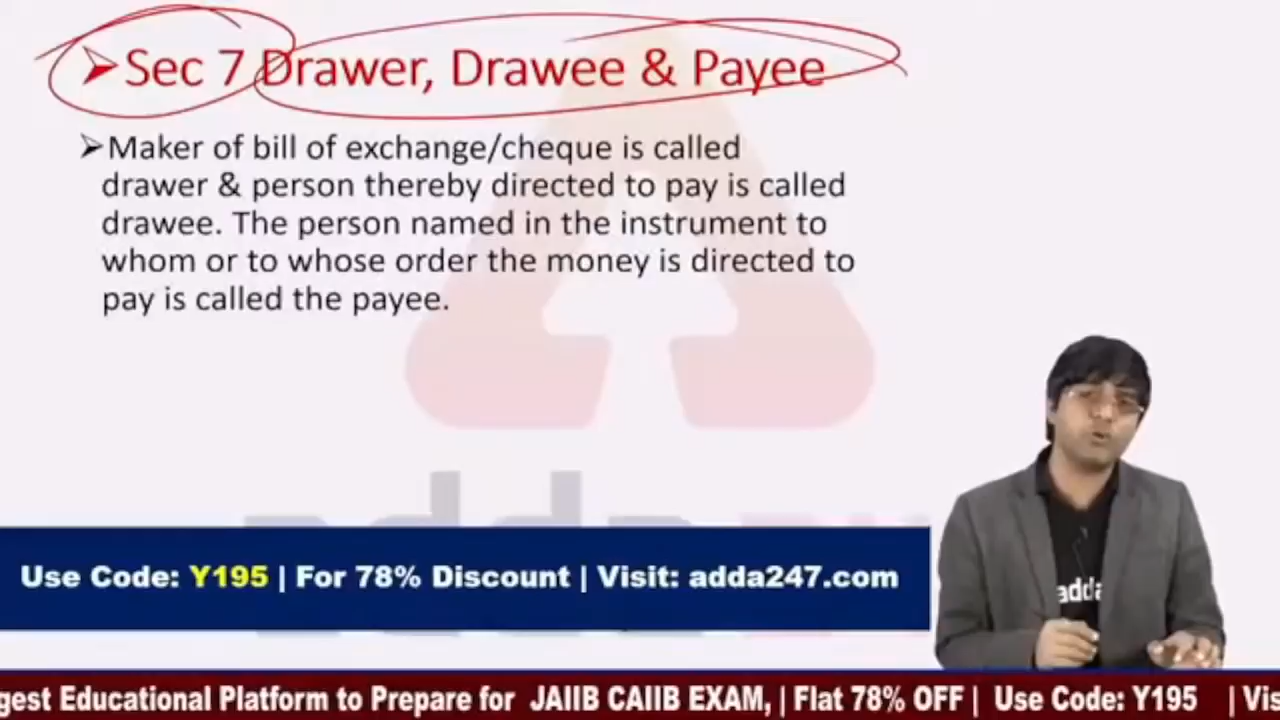 ➢Sec 7 Drawer, Drawee & Payee
➢Maker of bill of exchange/cheque is called
drawer & person thereby directed to pay is called
drawee. The person named in the instrument to
whom or to whose order the money is directed to
pay is called the payee.
adda
Use Code: Y195 | For 78% Discount | Visit: adda247.com
gest Educational Platform to Prepare for JAIIB CAIIB EXAM, | Flat 78% OFF | Use Code: Y195 | Vis